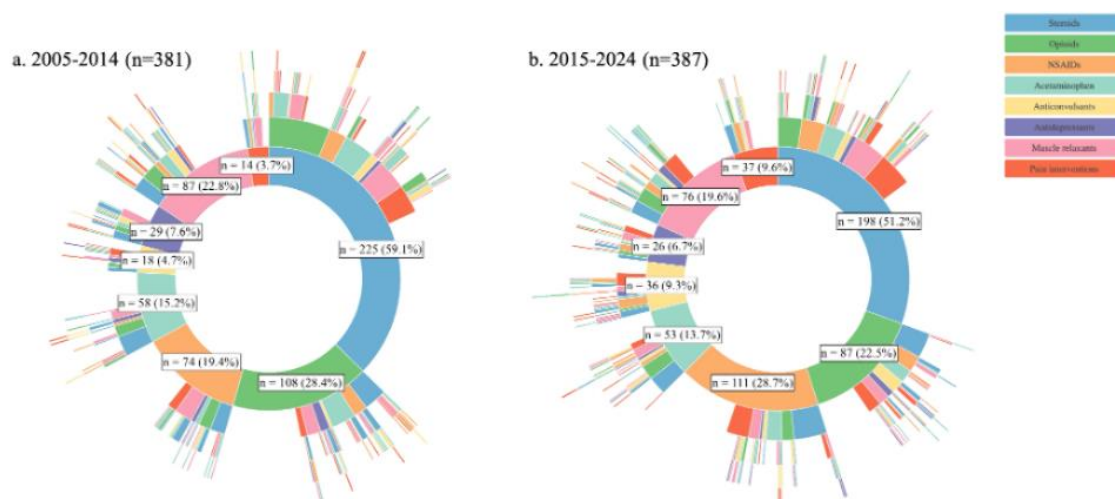 a. 2005-2014 (n=381)
n = 14 (3.7%)
n = 87 (22.8%)
n = 29 (7.6%)
n = 18 (4.7%)
n = 58 (15.2%)
n = 74 (19.4%)
n = 108 (28.4%)
n = 225 (59.1%)
b. 2015-2024 (n=387)
n = 37 (9.6%)
n = 76 (19.6%)
n = 26 (6.7%)
n = 36 (9.3%)
n = 53 (13.7%)
n = 111 (28.7%)
n = 87 (22.5%)
n = 198 (51.2%)
Steroids
Opioids
NSAIDs
Acetaminophen
Anticonvulsants
Antidepressants
Muscle relaxants
Pain interventions